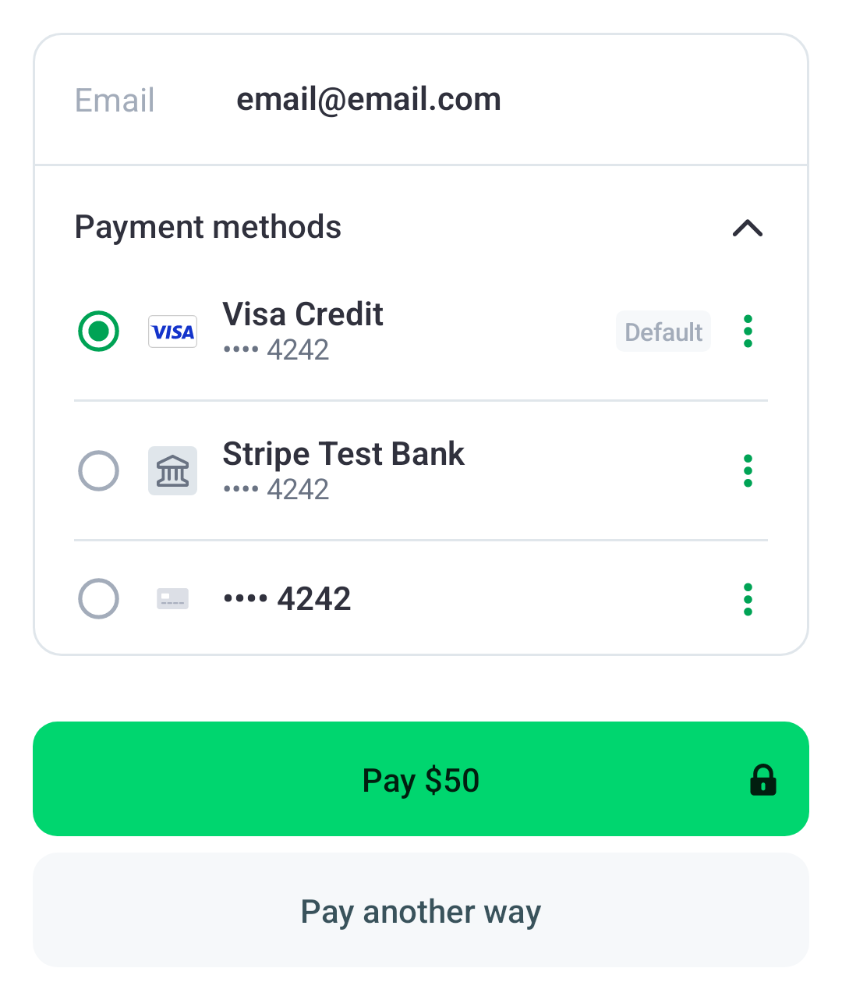 Email email@email.com
Payment methods
VISA Visa Credit Default
•••• 4242
Stripe Test Bank
•••• 4242
•••• 4242
Pay $50
Pay another way